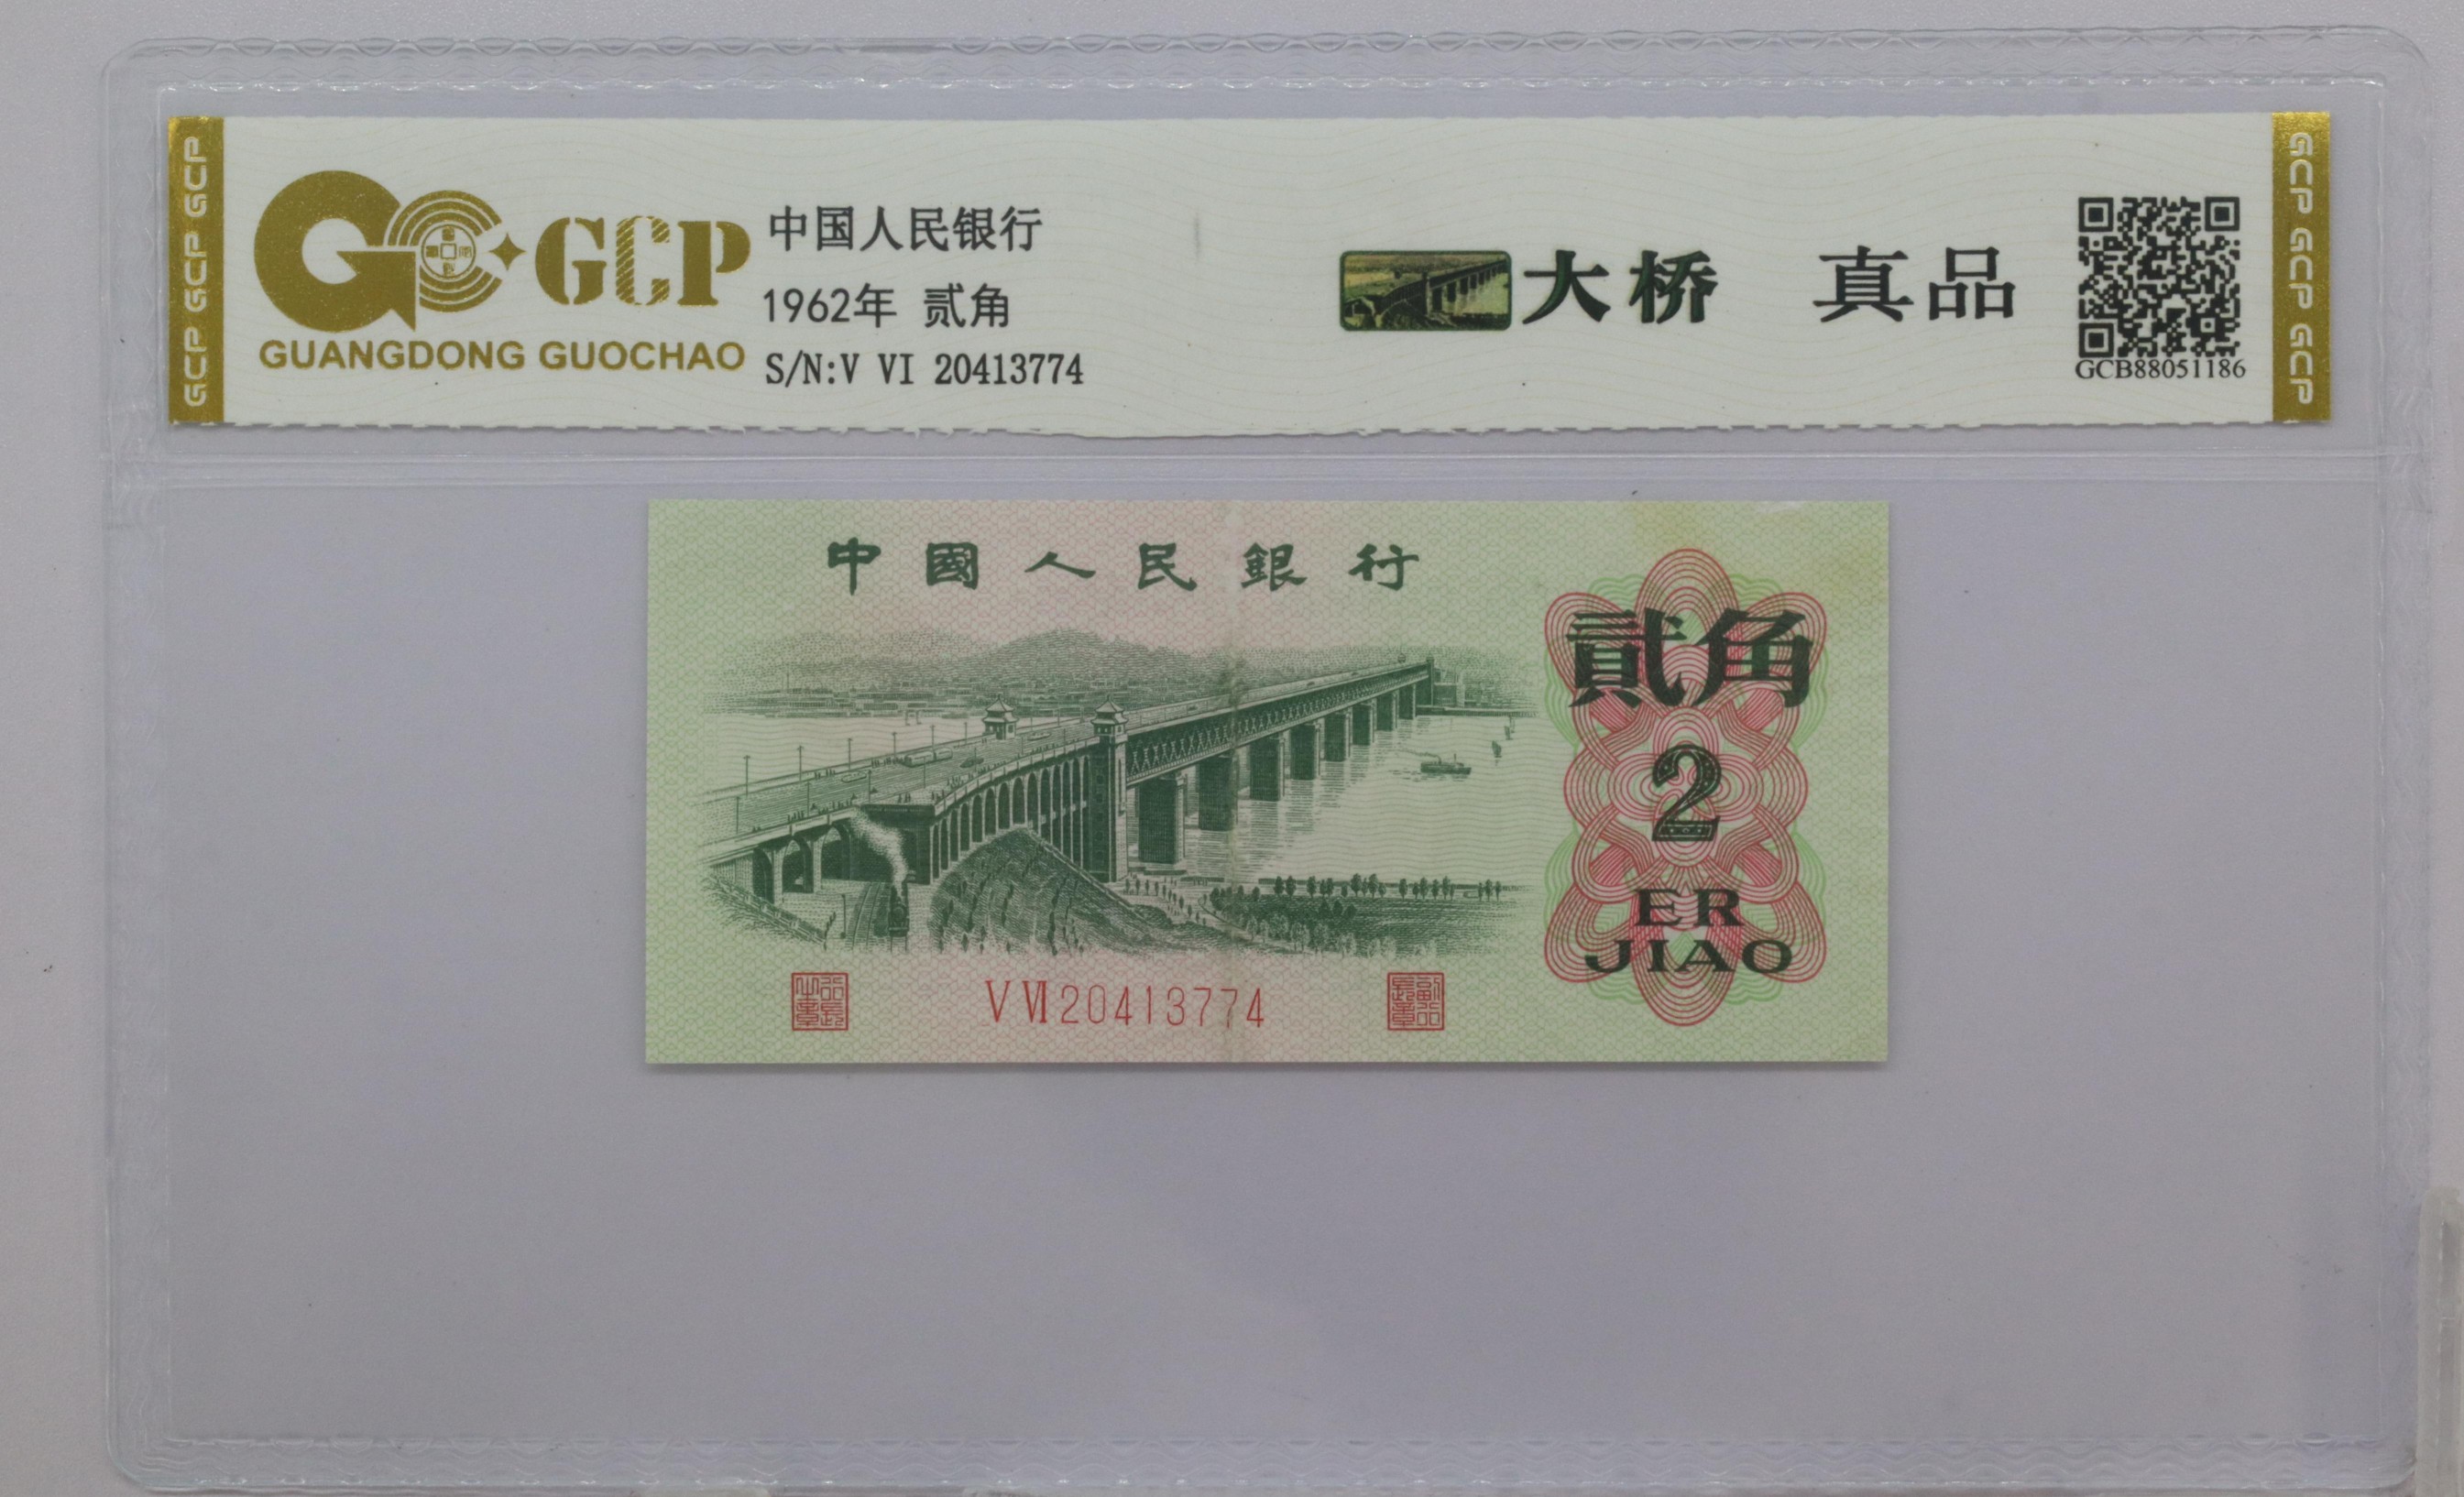 GCP GCP GCP
GCP
GUANGDONG GUOCHAO
中国人民银行
1962年 贰角
S/N:V VI 20413774
大桥 真品
GCB88051186
GCP GCP GCP
中國人民銀行
貳角
2
ER
JIAO
VⅥ20413774